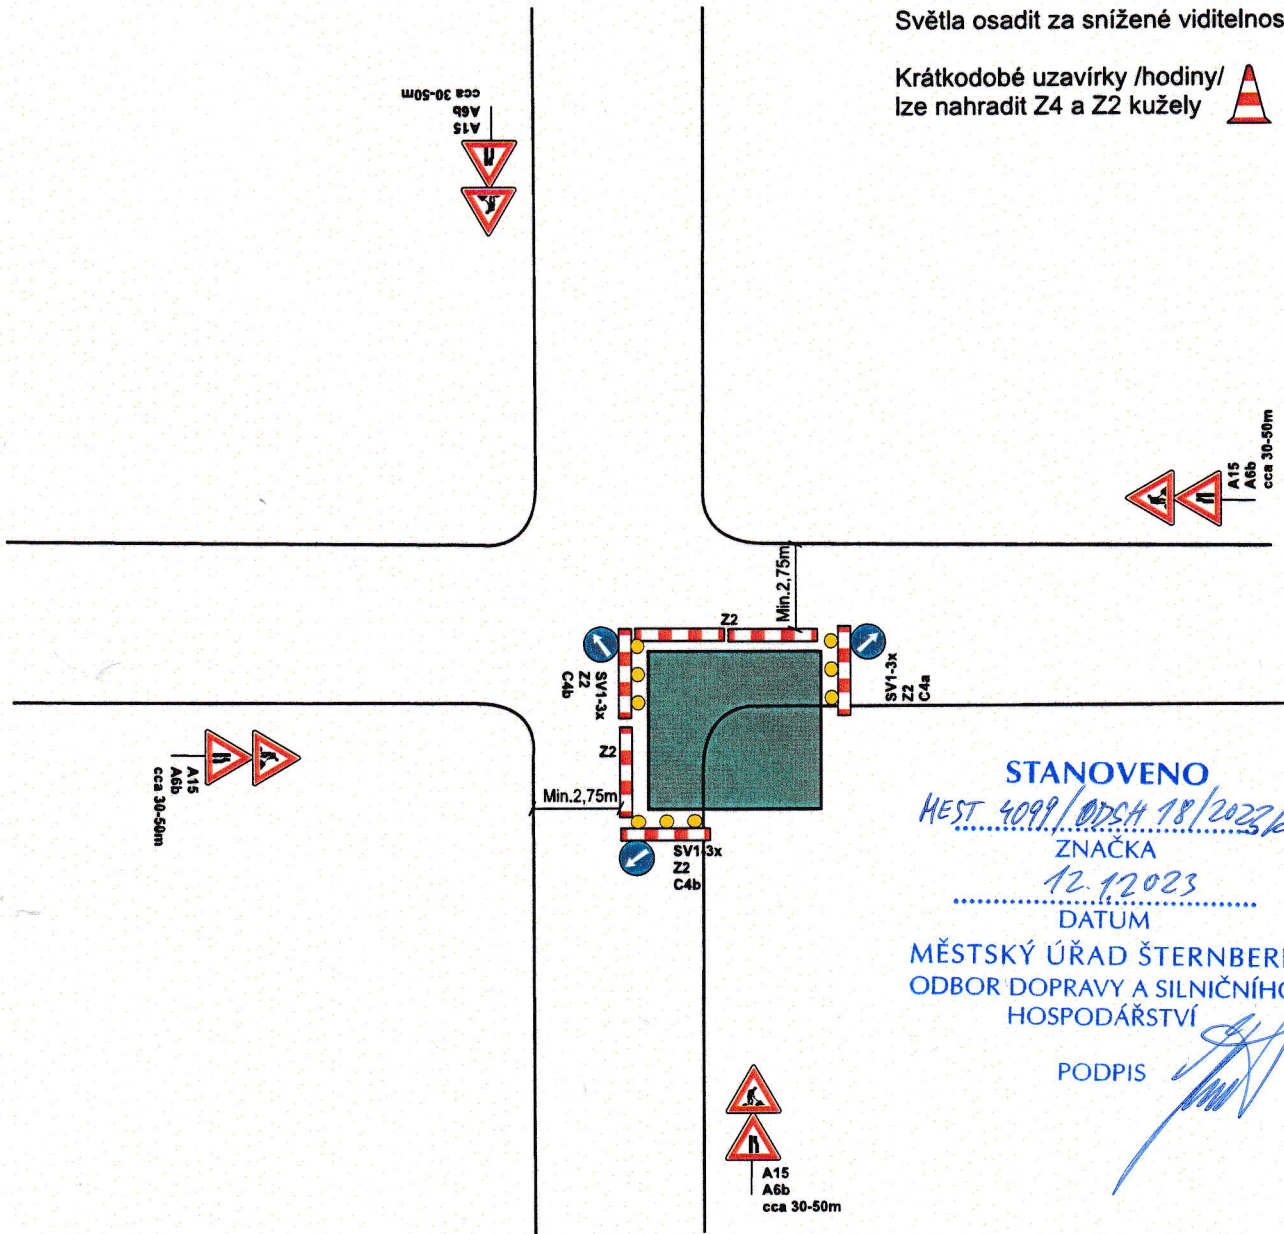 Světla osadit za snížené viditelnos
Krátkodobé uzavírky /hodiny/
lze nahradit Z4 a Z2 kužely
A15
A6b
cca 30-50m
A15
A6b
cca 30-50m
Min.2,75m
Z2
SV1-3x
Z2
C4b
SV1-3x
Z2
C4a
Z2
Min.2,75m
SV1-3x
Z2
C4b
A15
A6b
cca 30-50m
A15
A6b
cca 30-50m
STANOVENO
MEST 4099/ODSH 18/2023/
ZNAČKA
12.1.2023
DATUM
MĚSTSKÝ ÚŘAD ŠTERNBER
ODBOR DOPRAVY A SILNIČNÍHO
HOSPODÁŘSTVÍ
PODPIS